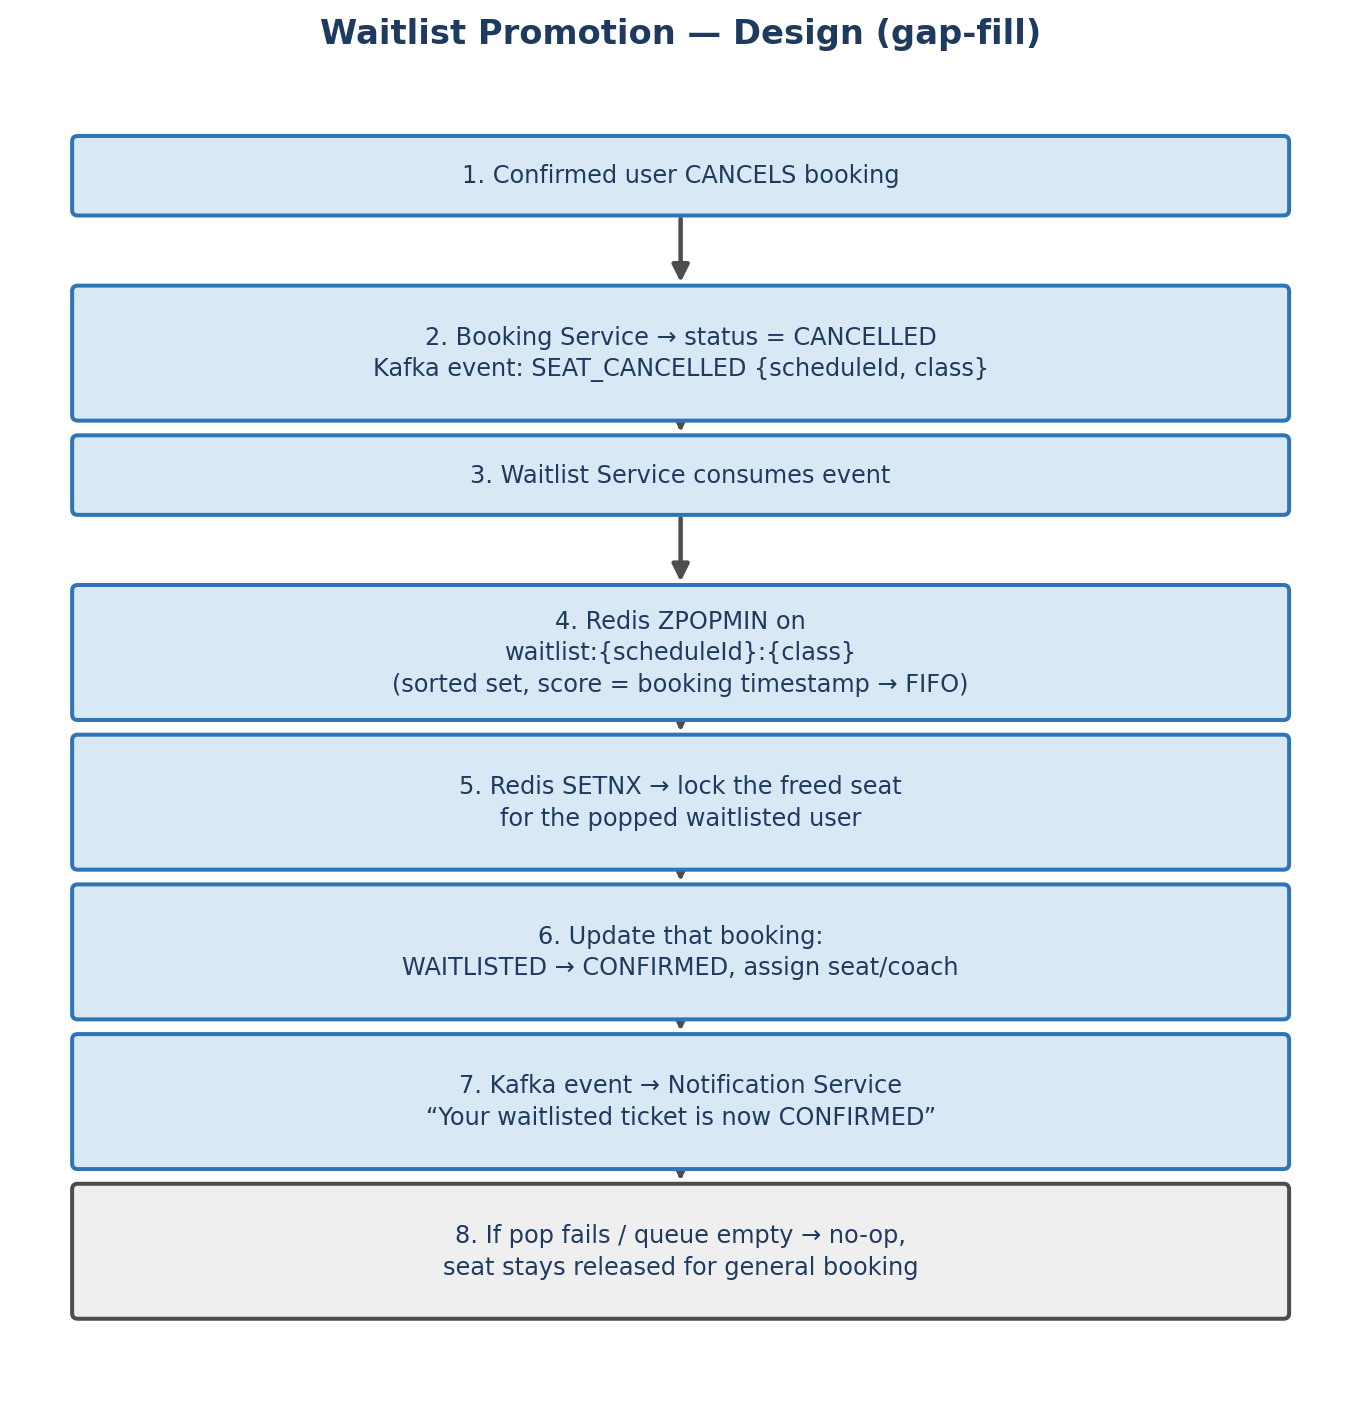 Waitlist Promotion — Design (gap-fill)
1. Confirmed user CANCELS booking
2. Booking Service → status = CANCELLED
Kafka event: SEAT_CANCELLED {scheduleId, class}
3. Waitlist Service consumes event
4. Redis ZPOPMIN on
waitlist:{scheduleId}:{class}
(sorted set, score = booking timestamp → FIFO)
5. Redis SETNX → lock the freed seat
for the popped waitlisted user
6. Update that booking:
WAITLISTED → CONFIRMED, assign seat/coach
7. Kafka event → Notification Service
“Your waitlisted ticket is now CONFIRMED”
8. If pop fails / queue empty → no-op,
seat stays released for general booking